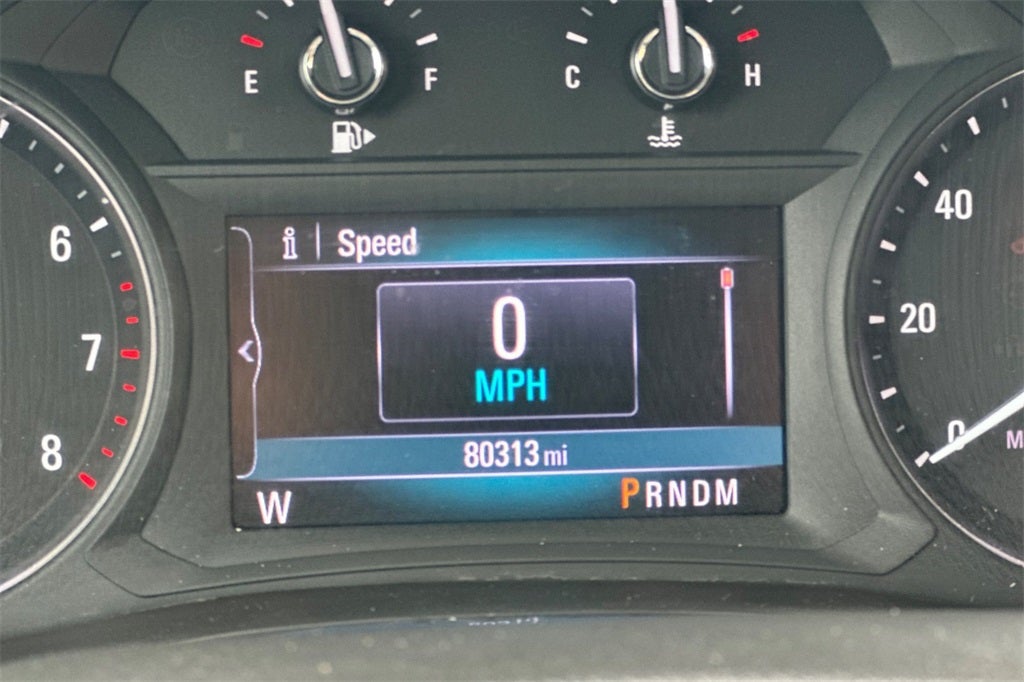 E F C H
6
7
8
i Speed
0
MPH
80313 mi
W
PRNDM
40
20
0
M